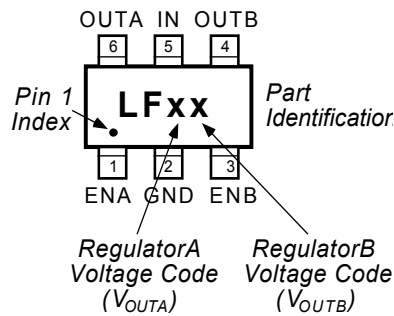 OUTA IN OUTB
6 5 4
Pin 1
Index
LFxx
Part
Identification
1 2 3
ENA GND ENB
RegulatorA
Voltage Code
(VOUTA)
RegulatorB
Voltage Code
(VOUTB)